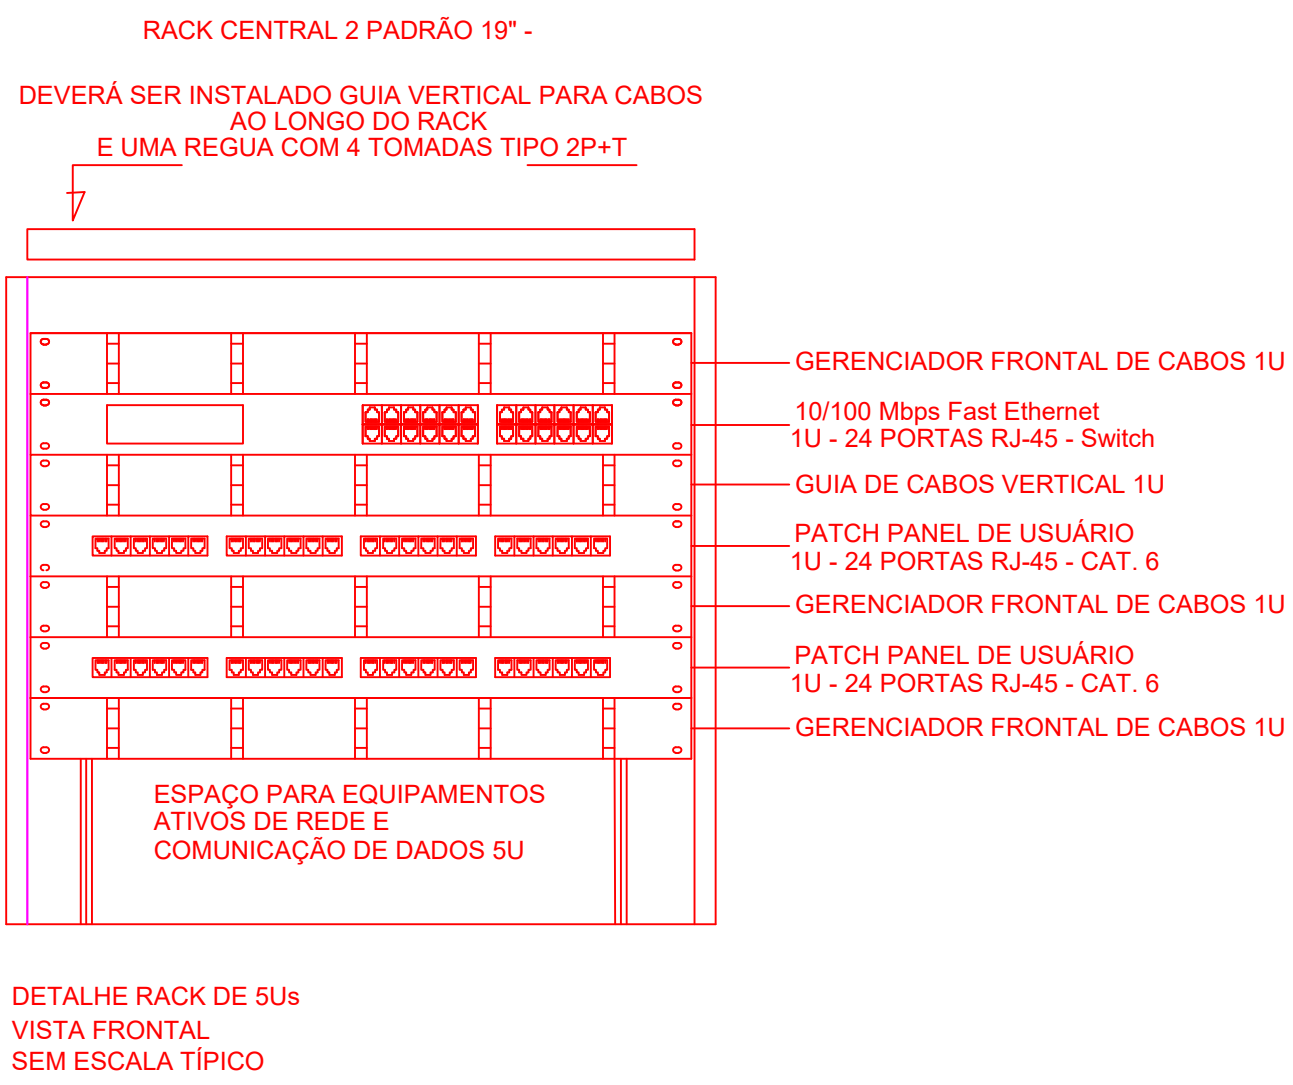 RACK CENTRAL 2 PADRÃO 19" -
DEVERÁ SER INSTALADO GUIA VERTICAL PARA CABOS
AO LONGO DO RACK
E UMA REGUA COM 4 TOMADAS TIPO 2P+T
GERENCIADOR FRONTAL DE CABOS 1U
10/100 Mbps Fast Ethernet
1U - 24 PORTAS RJ-45 - Switch
GUIA DE CABOS VERTICAL 1U
PATCH PANEL DE USUÁRIO
1U - 24 PORTAS RJ-45 - CAT. 6
GERENCIADOR FRONTAL DE CABOS 1U
PATCH PANEL DE USUÁRIO
1U - 24 PORTAS RJ-45 - CAT. 6
GERENCIADOR FRONTAL DE CABOS 1U
ESPAÇO PARA EQUIPAMENTOS
ATIVOS DE REDE E
COMUNICAÇÃO DE DADOS 5U
DETALHE RACK DE 5Us
VISTA FRONTAL
SEM ESCALA TÍPICO